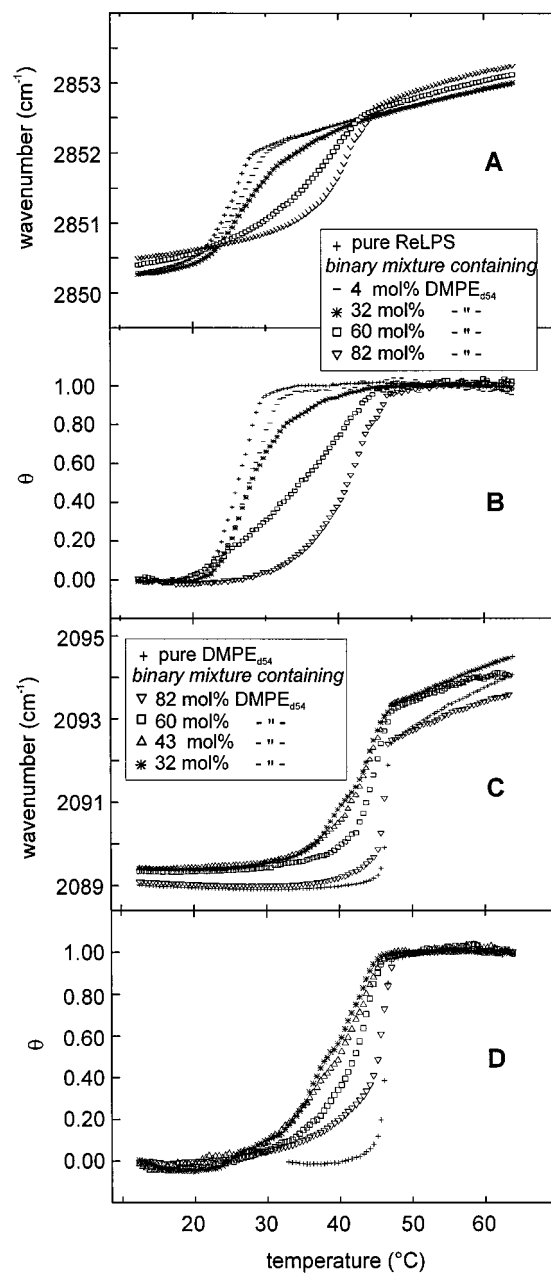 wavenumber (cm⁻¹)
2853
2852
2851
2850
A
+ pure ReLPS
binary mixture containing
− 4 mol% DMPE_d54
✳ 32 mol% - " -
□ 60 mol% - " -
▽ 82 mol% - " -
θ
1.00
0.80
0.60
0.40
0.20
0.00
B
wavenumber (cm⁻¹)
2095
2093
2091
2089
+ pure DMPE_d54
binary mixture containing
▽ 82 mol% DMPE_d54
□ 60 mol% - " -
△ 43 mol% - " -
✳ 32 mol% - " -
C
θ
1.00
0.80
0.60
0.40
0.20
0.00
D
20 30 40 50 60
temperature (°C)